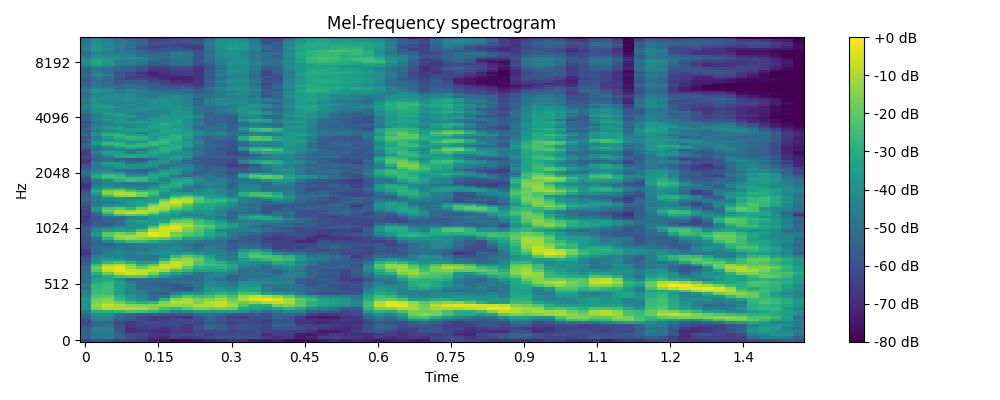 Mel-frequency spectrogram
Hz
8192
4096
2048
1024
512
0
0 0.15 0.3 0.45 0.6 0.75 0.9 1.1 1.2 1.4
Time
+0 dB
-10 dB
-20 dB
-30 dB
-40 dB
-50 dB
-60 dB
-70 dB
-80 dB